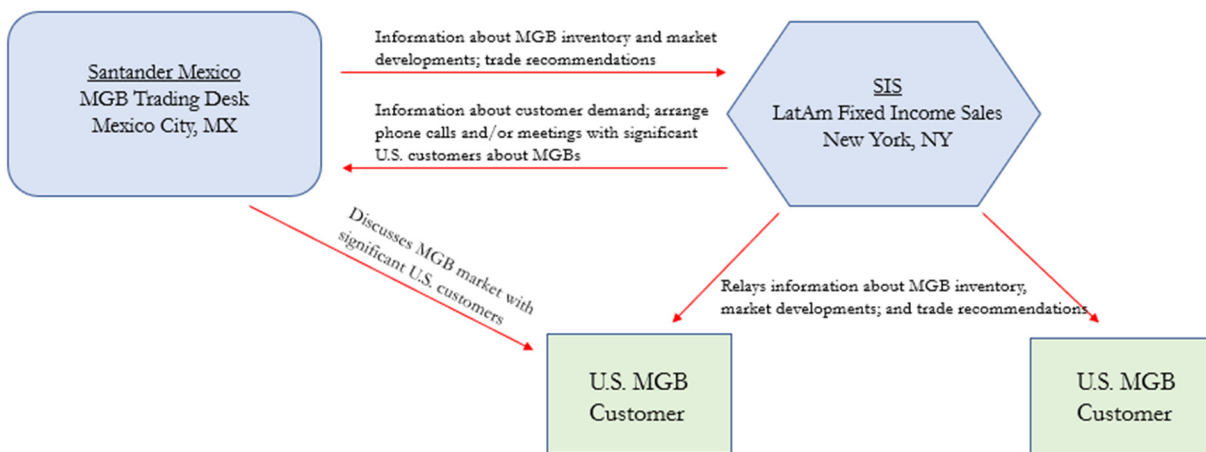 Santander Mexico
MGB Trading Desk
Mexico City, MX
Information about MGB inventory and market
developments; trade recommendations
Information about customer demand; arrange
phone calls and/or meetings with significant
U.S. customers about MGBs
SIS
LatAm Fixed Income Sales
New York, NY
Discusses MGB market with
significant U.S. customers
Relays information about MGB inventory,
market developments; and trade recommendations
U.S. MGB
Customer
U.S. MGB
Customer